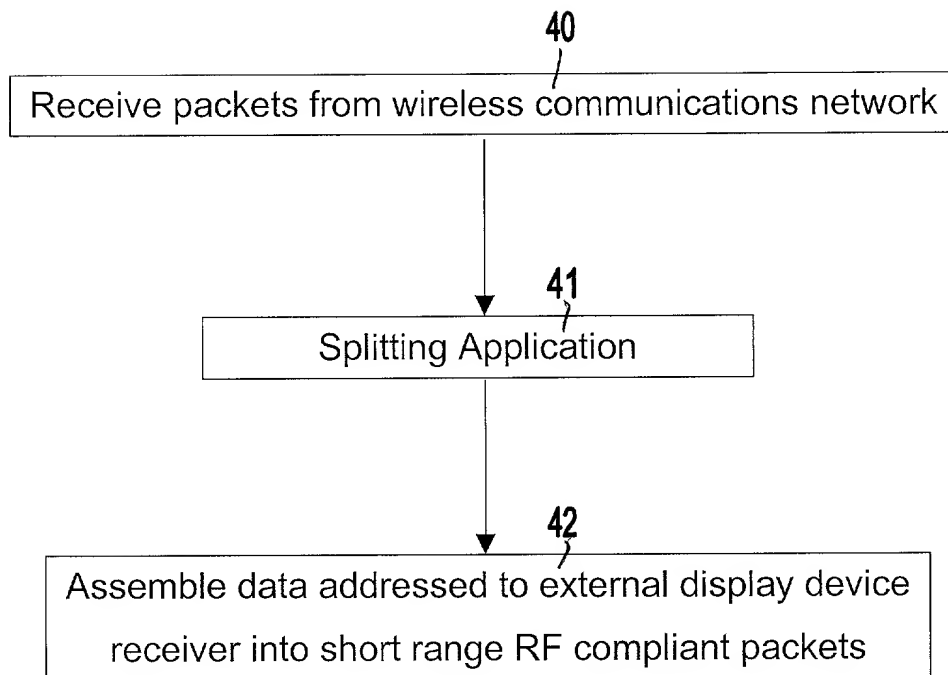 40
Receive packets from wireless communications network
41
Splitting Application
42
Assemble data addressed to external display device
receiver into short range RF compliant packets